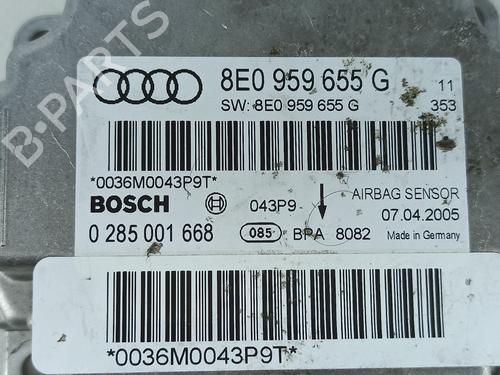 B-PARTS
8E0 959 655 G 11
SW: 8E0 959 655 G 353
*0036M0043P9T*
BOSCH 043P9 AIRBAG SENSOR
07.04.2005
0 285 001 668 085 BPA 8082 Made in Germany
*0036M0043P9T*